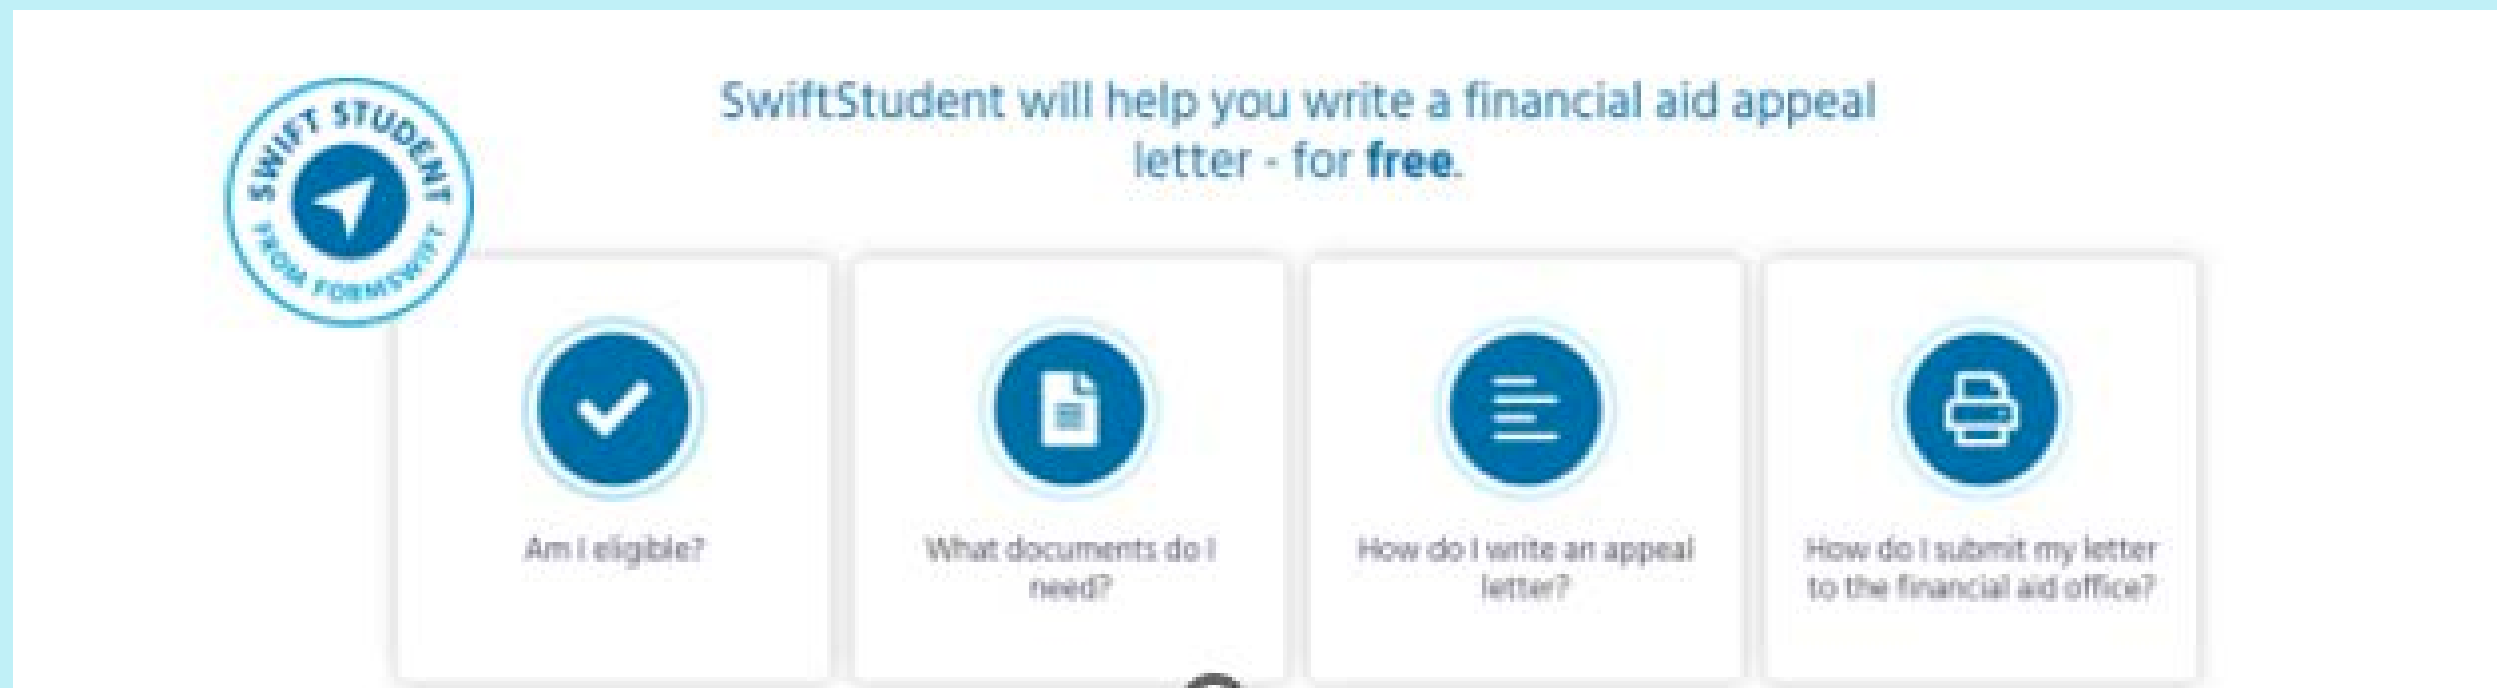 SWIFT STUDENT
FROM FORMSWIFT
SwiftStudent will help you write a financial aid appeal
letter - for free.
Am I eligible?
What documents do I
need?
How do I write an appeal
letter?
How do I submit my letter
to the financial aid office?